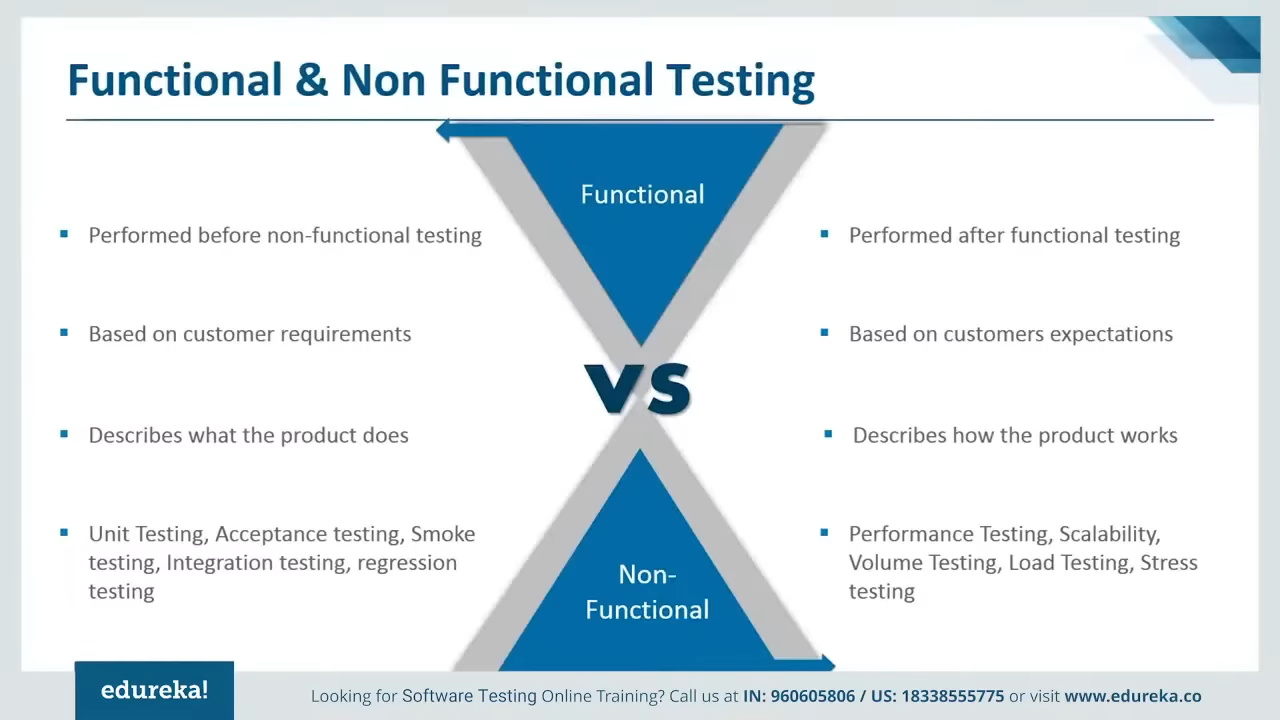 Functional & Non Functional Testing
Functional
Performed before non-functional testing
Based on customer requirements
Describes what the product does
Unit Testing, Acceptance testing, Smoke
testing, Integration testing, regression
testing
VS
Performed after functional testing
Based on customers expectations
Describes how the product works
Performance Testing, Scalability,
Volume Testing, Load Testing, Stress
testing
Non-
Functional
edureka!
Looking for Software Testing Online Training? Call us at IN: 960605806 / US: 18338555775 or visit www.edureka.co